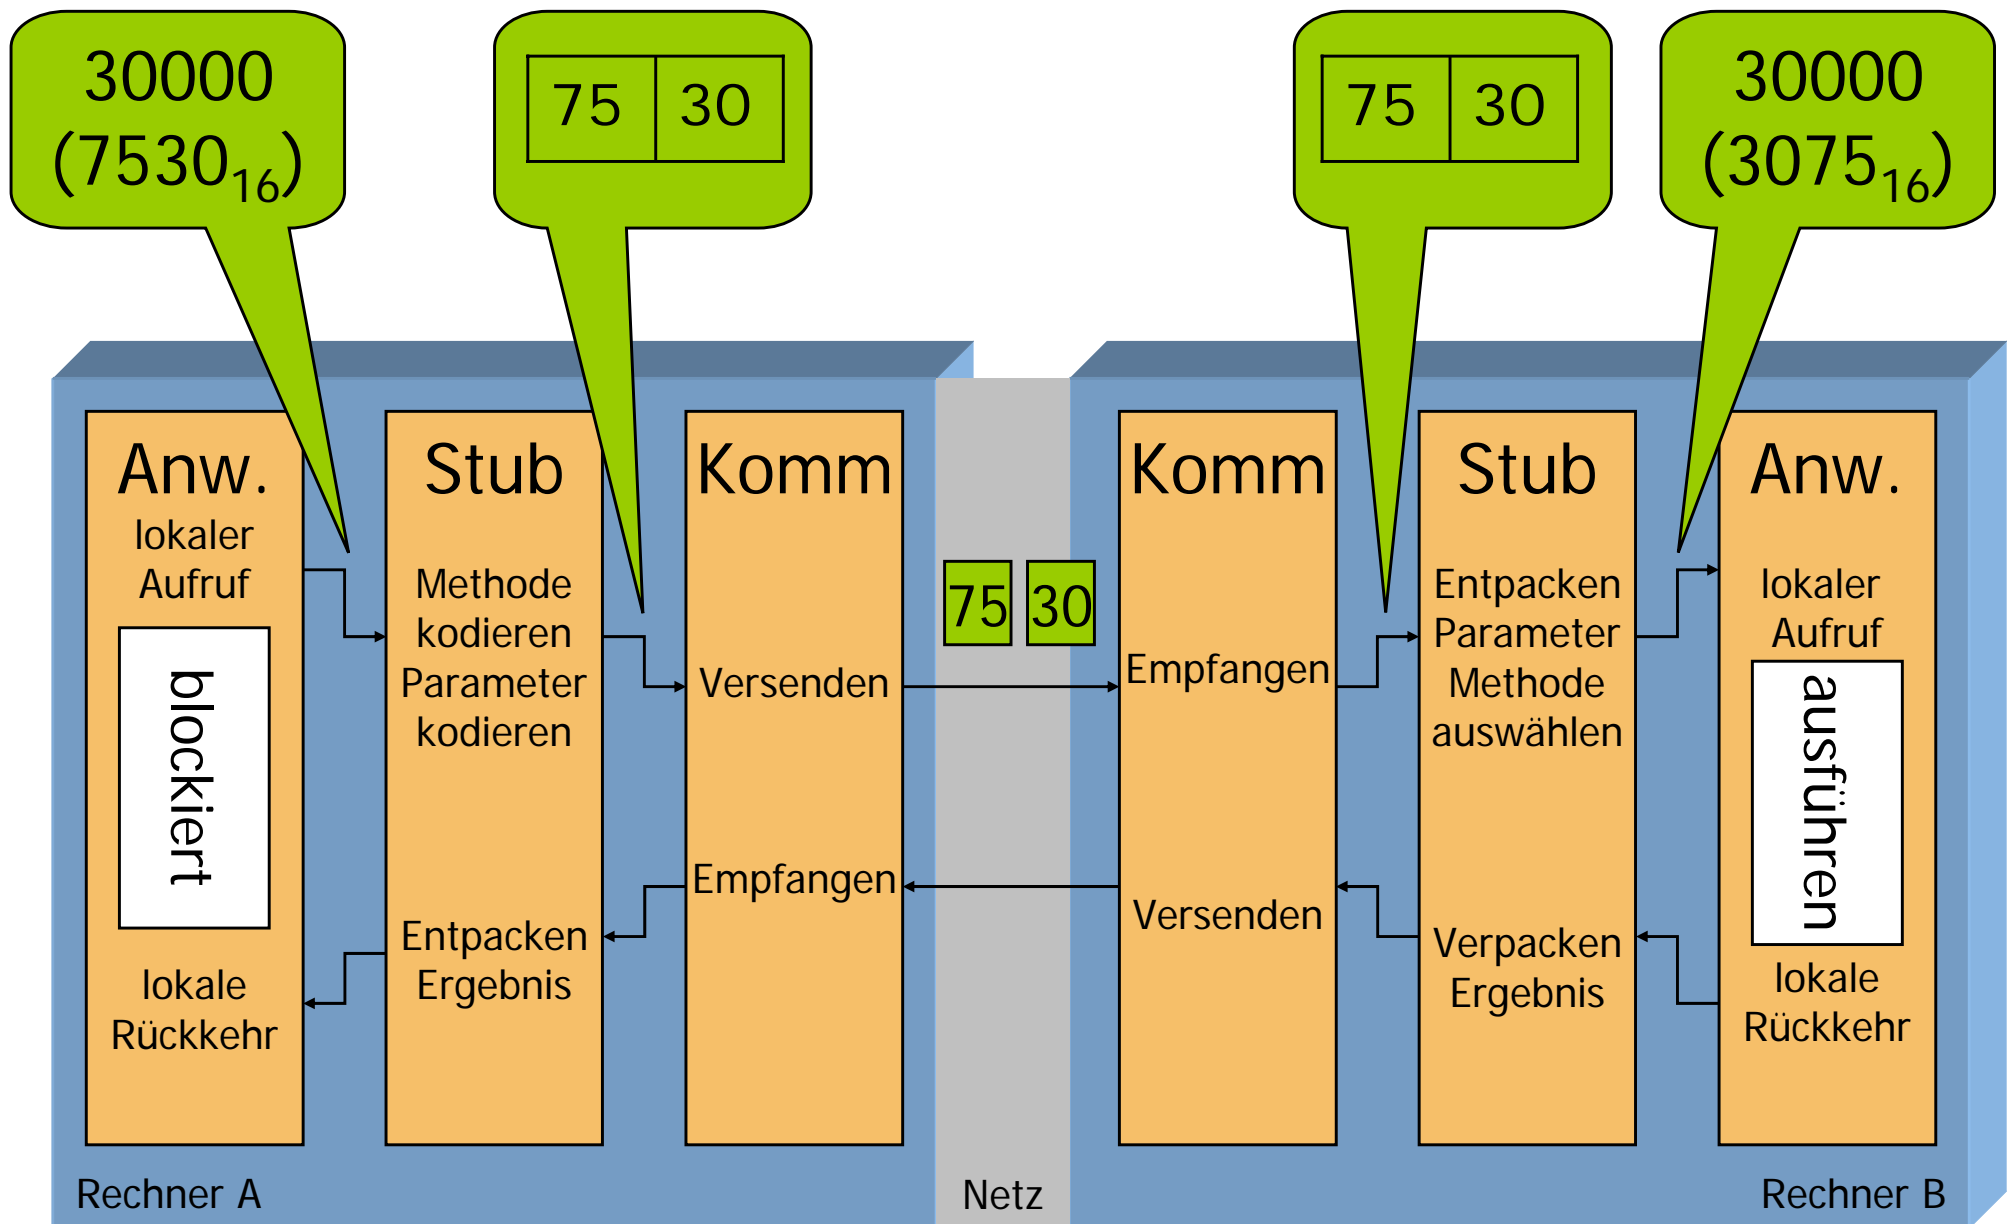 30000
(7530₁₆)
75 30
75 30
30000
(3075₁₆)
Anw.
lokaler
Aufruf
blockiert
lokale
Rückkehr
Stub
Methode
kodieren
Parameter
kodieren
Entpacken
Ergebnis
Komm
Versenden
Empfangen
75 30
Komm
Empfangen
Versenden
Stub
Entpacken
Parameter
Methode
auswählen
Verpacken
Ergebnis
Anw.
lokaler
Aufruf
ausführen
lokale
Rückkehr
Rechner A
Netz
Rechner B